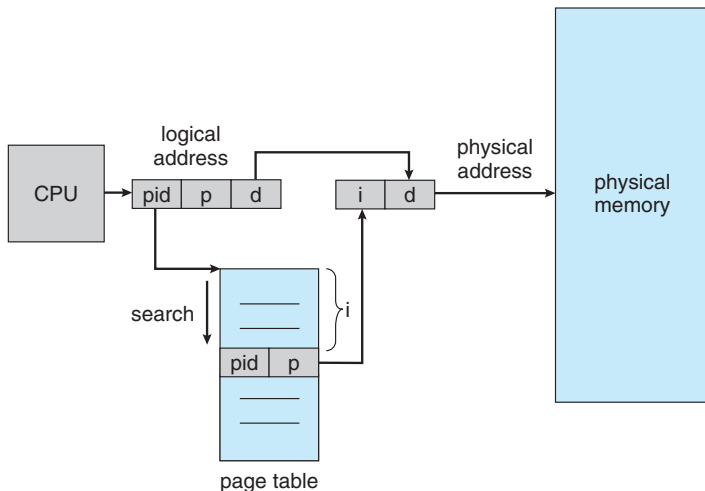 logical
address
physical
address
CPU
pid p d
i d
physical
memory
search
i
pid p
page table